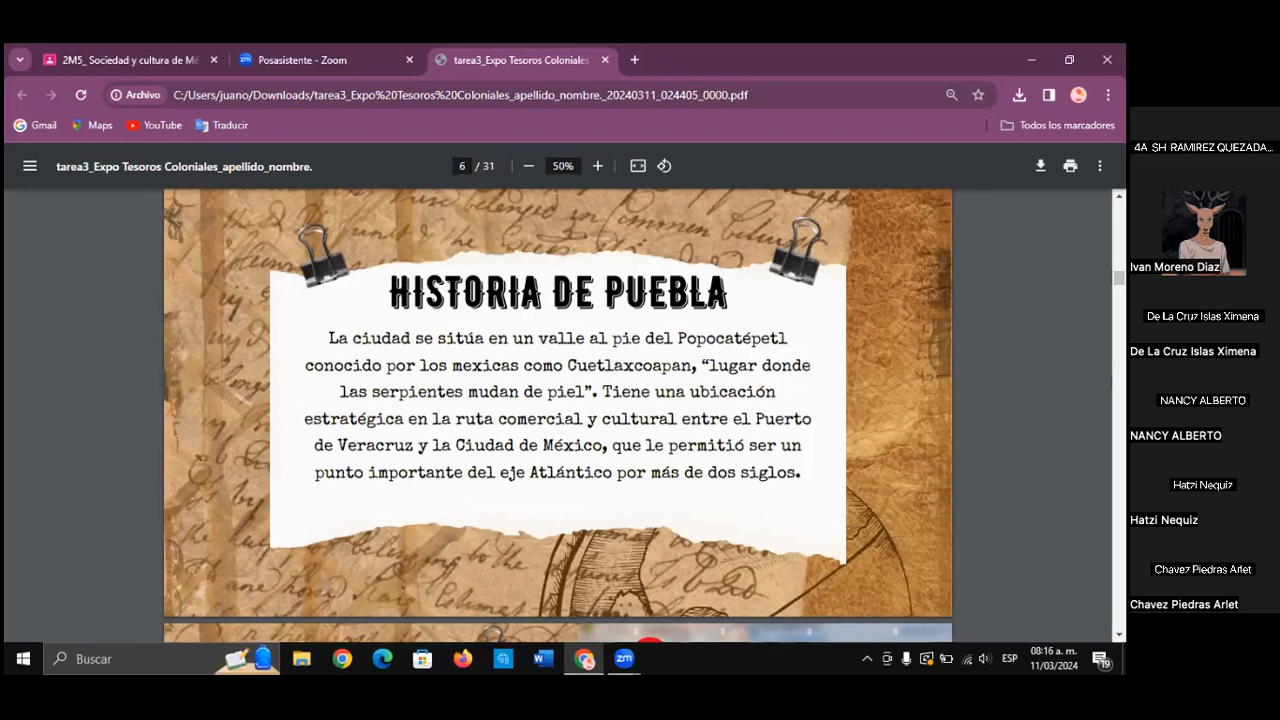 2M5_ Sociedad y cultura de Mé
Posasistente - Zoom
tarea3_Expo Tesoros Coloniales
Archivo
C:/Users/juano/Downloads/tarea3_Expo%20Tesoros%20Coloniales_apellido_nombre._20240311_024405_0000.pdf
Gmail
Maps
YouTube
Traducir
Todos los marcadores
tarea3_Expo Tesoros Coloniales_apellido_nombre.
6 / 31
50%
HISTORIA DE PUEBLA
La ciudad se sitúa en un valle al pie del Popocatépetl
conocido por los mexicas como Cuetlaxcoapan, “lugar donde
las serpientes mudan de piel”. Tiene una ubicación
estratégica en la ruta comercial y cultural entre el Puerto
de Veracruz y la Ciudad de México, que le permitió ser un
punto importante del eje Atlántico por más de dos siglos.
4A SH RAMIREZ QUEZADA...
Ivan Moreno Diaz
De La Cruz Islas Ximena
De La Cruz Islas Ximena
NANCY ALBERTO
NANCY ALBERTO
Hatzi Nequiz
Hatzi Nequiz
Chavez Piedras Arlet
Chavez Piedras Arlet
Buscar
ESP
08:16 a. m.
11/03/2024
19